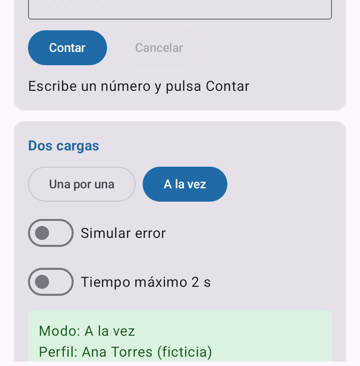 Contar
Cancelar
Escribe un número y pulsa Contar
Dos cargas
Una por una
A la vez
Simular error
Tiempo máximo 2 s
Modo: A la vez
Perfil: Ana Torres (ficticia)